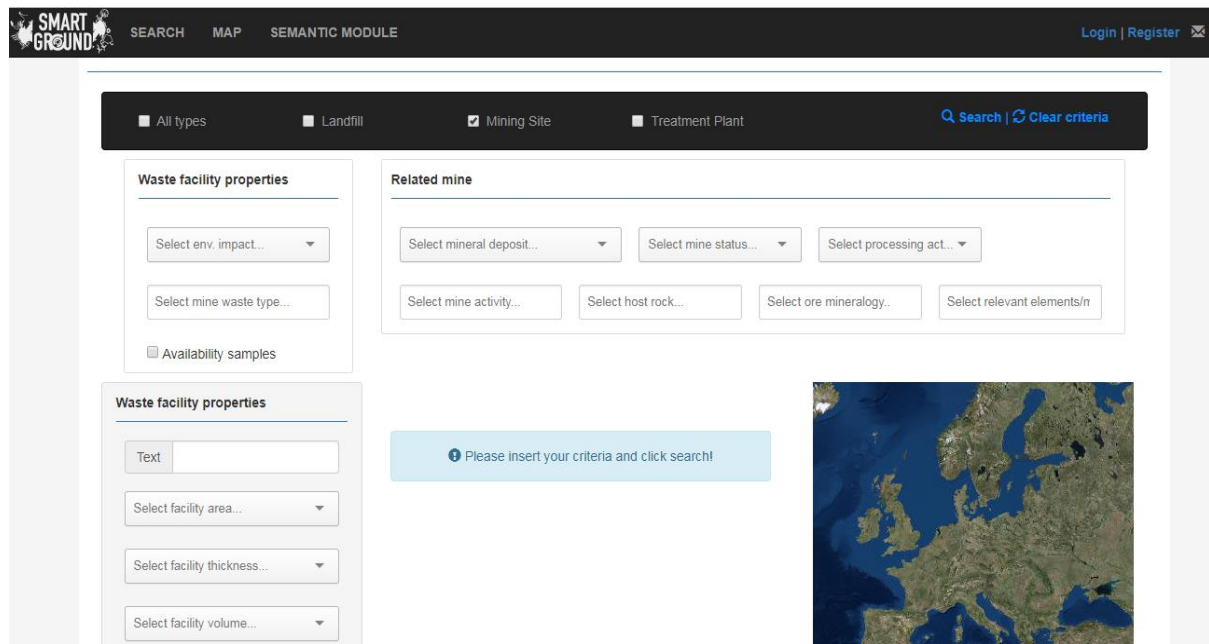 SMART
GROUND
SEARCH MAP SEMANTIC MODULE
Login | Register
All types Landfill Mining Site Treatment Plant Search | Clear criteria
Waste facility properties
Select env. impact...
Select mine waste type...
Availability samples
Related mine
Select mineral deposit... Select mine status... Select processing act...
Select mine activity... Select host rock... Select ore mineralogy.. Select relevant elements/m
Waste facility properties
Text
Select facility area...
Select facility thickness...
Select facility volume...
Please insert your criteria and click search!